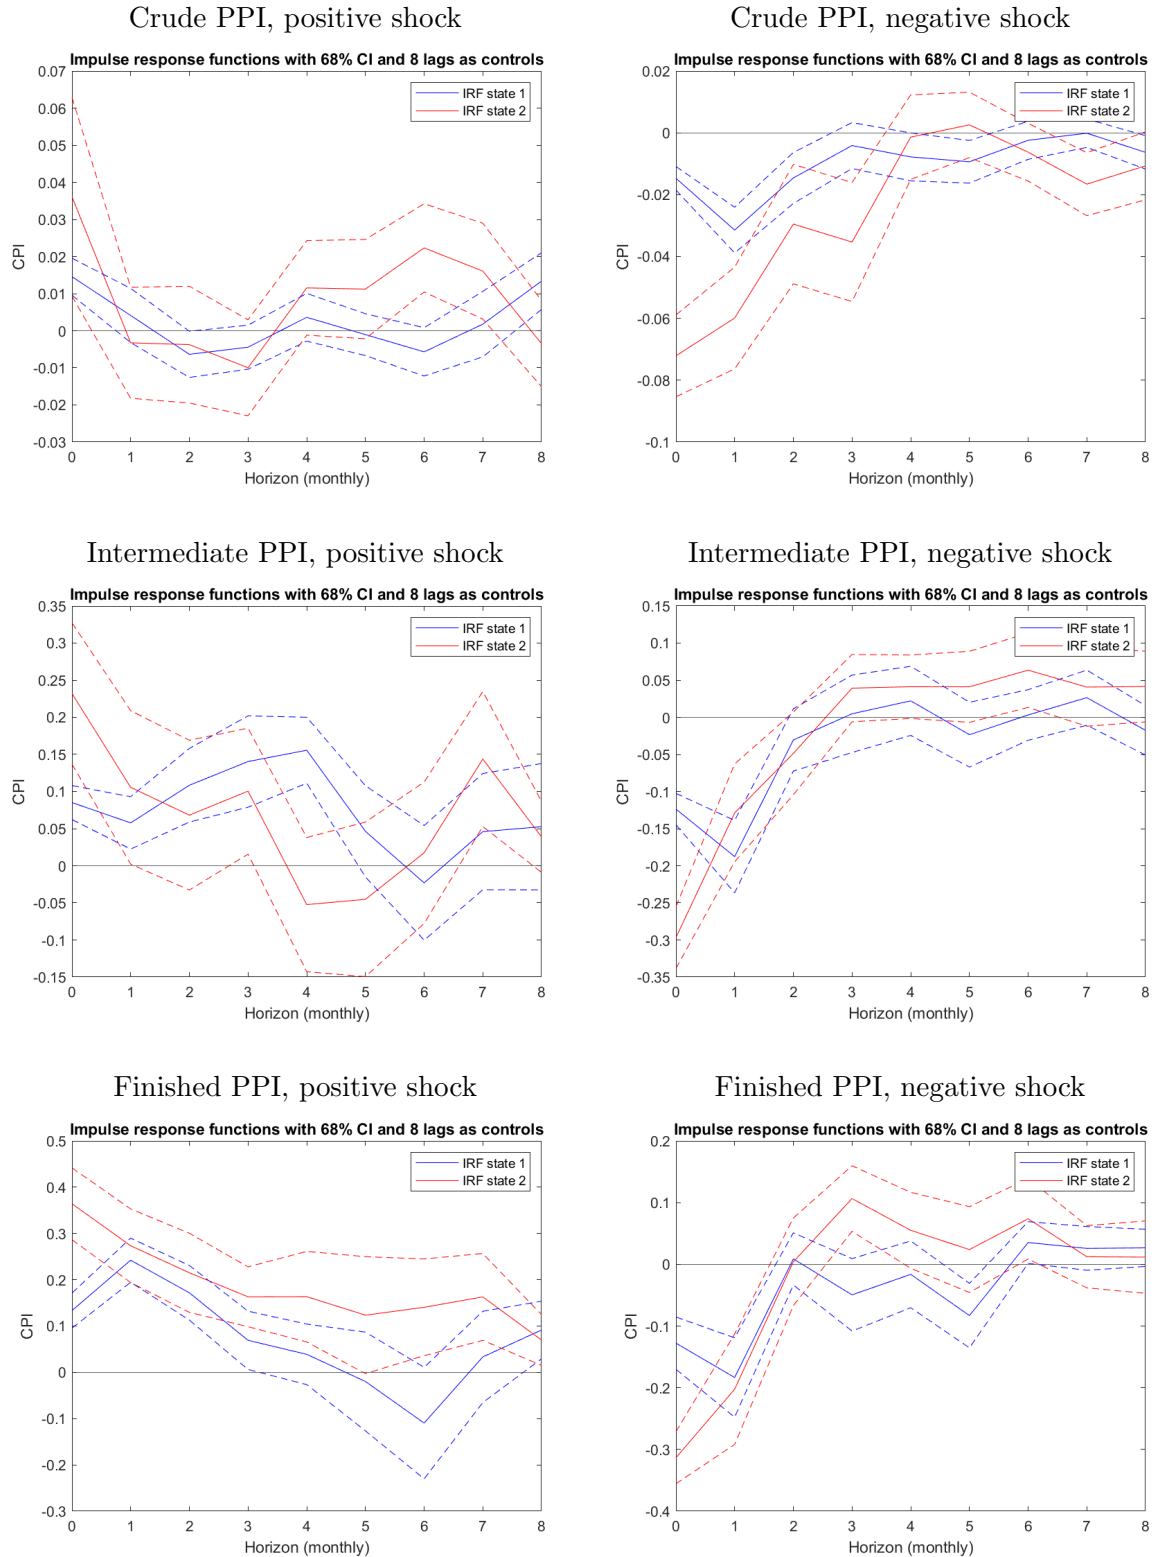 Crude PPI, positive shock
Impulse response functions with 68% CI and 8 lags as controls
0.07
0.06
0.05
0.04
0.03
0.02
0.01
0
-0.01
-0.02
-0.03
CPI
IRF state 1
IRF state 2
0 1 2 3 4 5 6 7 8
Horizon (monthly)
Crude PPI, negative shock
Impulse response functions with 68% CI and 8 lags as controls
0.02
0
-0.02
-0.04
-0.06
-0.08
-0.1
CPI
IRF state 1
IRF state 2
0 1 2 3 4 5 6 7 8
Horizon (monthly)
Intermediate PPI, positive shock
Impulse response functions with 68% CI and 8 lags as controls
0.35
0.3
0.25
0.2
0.15
0.1
0.05
0
-0.05
-0.1
-0.15
CPI
IRF state 1
IRF state 2
0 1 2 3 4 5 6 7 8
Horizon (monthly)
Intermediate PPI, negative shock
Impulse response functions with 68% CI and 8 lags as controls
0.15
0.1
0.05
0
-0.05
-0.1
-0.15
-0.2
-0.25
-0.3
-0.35
CPI
IRF state 1
IRF state 2
0 1 2 3 4 5 6 7 8
Horizon (monthly)
Finished PPI, positive shock
Impulse response functions with 68% CI and 8 lags as controls
0.5
0.4
0.3
0.2
0.1
0
-0.1
-0.2
-0.3
CPI
IRF state 1
IRF state 2
0 1 2 3 4 5 6 7 8
Horizon (monthly)
Finished PPI, negative shock
Impulse response functions with 68% CI and 8 lags as controls
0.2
0.1
0
-0.1
-0.2
-0.3
-0.4
CPI
IRF state 1
IRF state 2
0 1 2 3 4 5 6 7 8
Horizon (monthly)